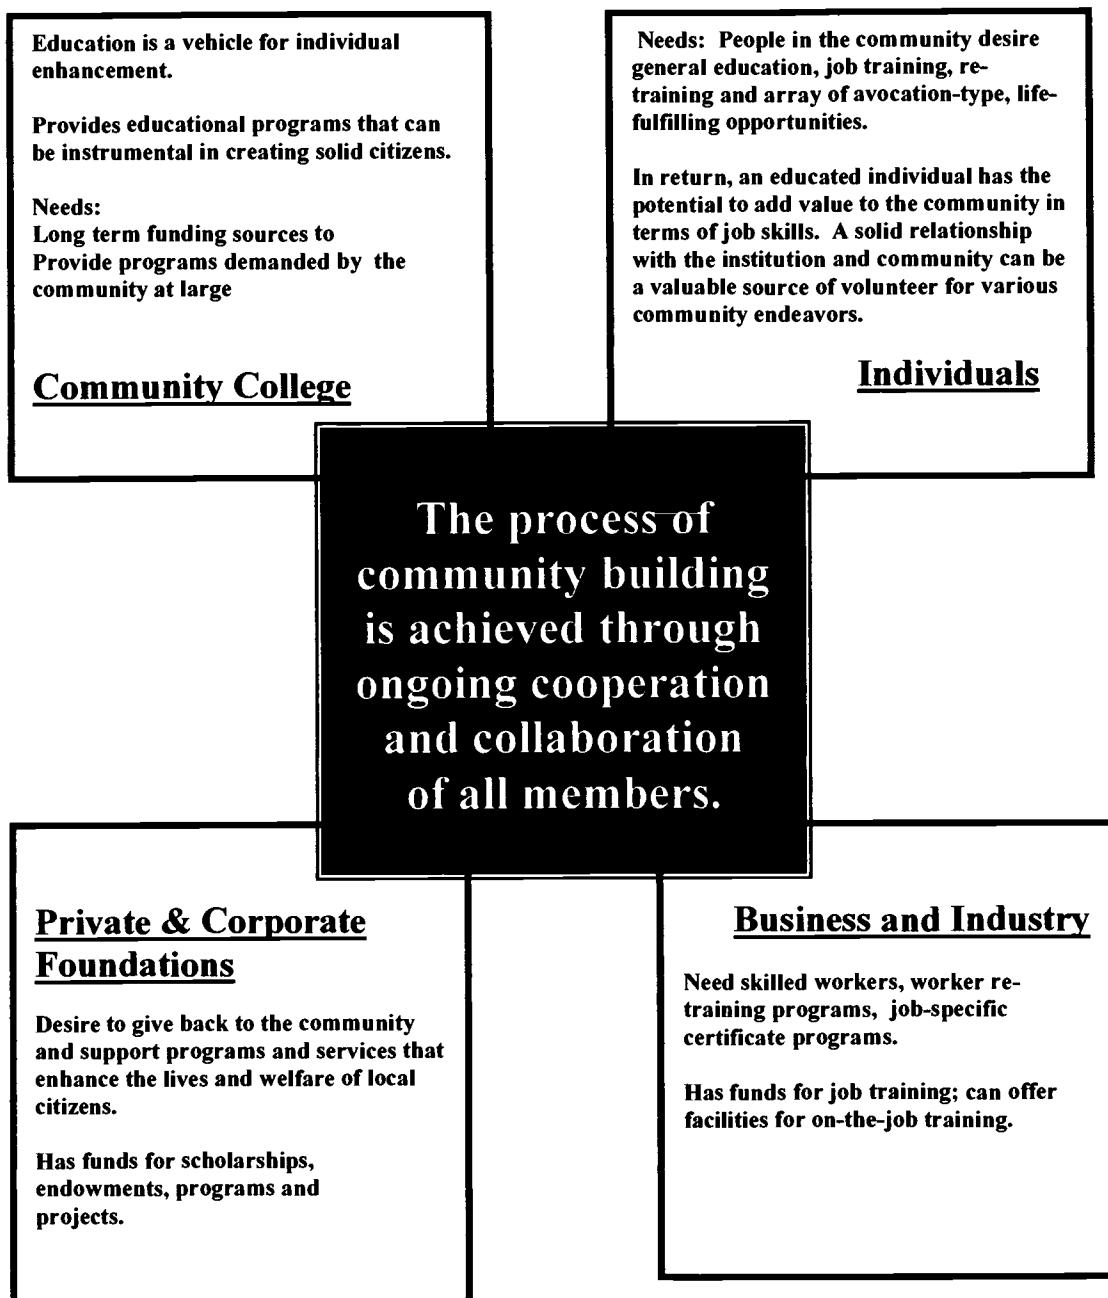 Education is a vehicle for individual
enhancement.
Provides educational programs that can
be instrumental in creating solid citizens.
Needs:
Long term funding sources to
Provide programs demanded by the
community at large
Community College
Needs: People in the community desire
general education, job training, re-
training and array of avocation-type, life-
fulfilling opportunities.
In return, an educated individual has the
potential to add value to the community in
terms of job skills. A solid relationship
with the institution and community can be
a valuable source of volunteer for various
community endeavors.
Individuals
The process of
community building
is achieved through
ongoing cooperation
and collaboration
of all members.
Private & Corporate
Foundations
Desire to give back to the community
and support programs and services that
enhance the lives and welfare of local
citizens.
Has funds for scholarships,
endowments, programs and
projects.
Business and Industry
Need skilled workers, worker re-
training programs, job-specific
certificate programs.
Has funds for job training; can offer
facilities for on-the-job training.